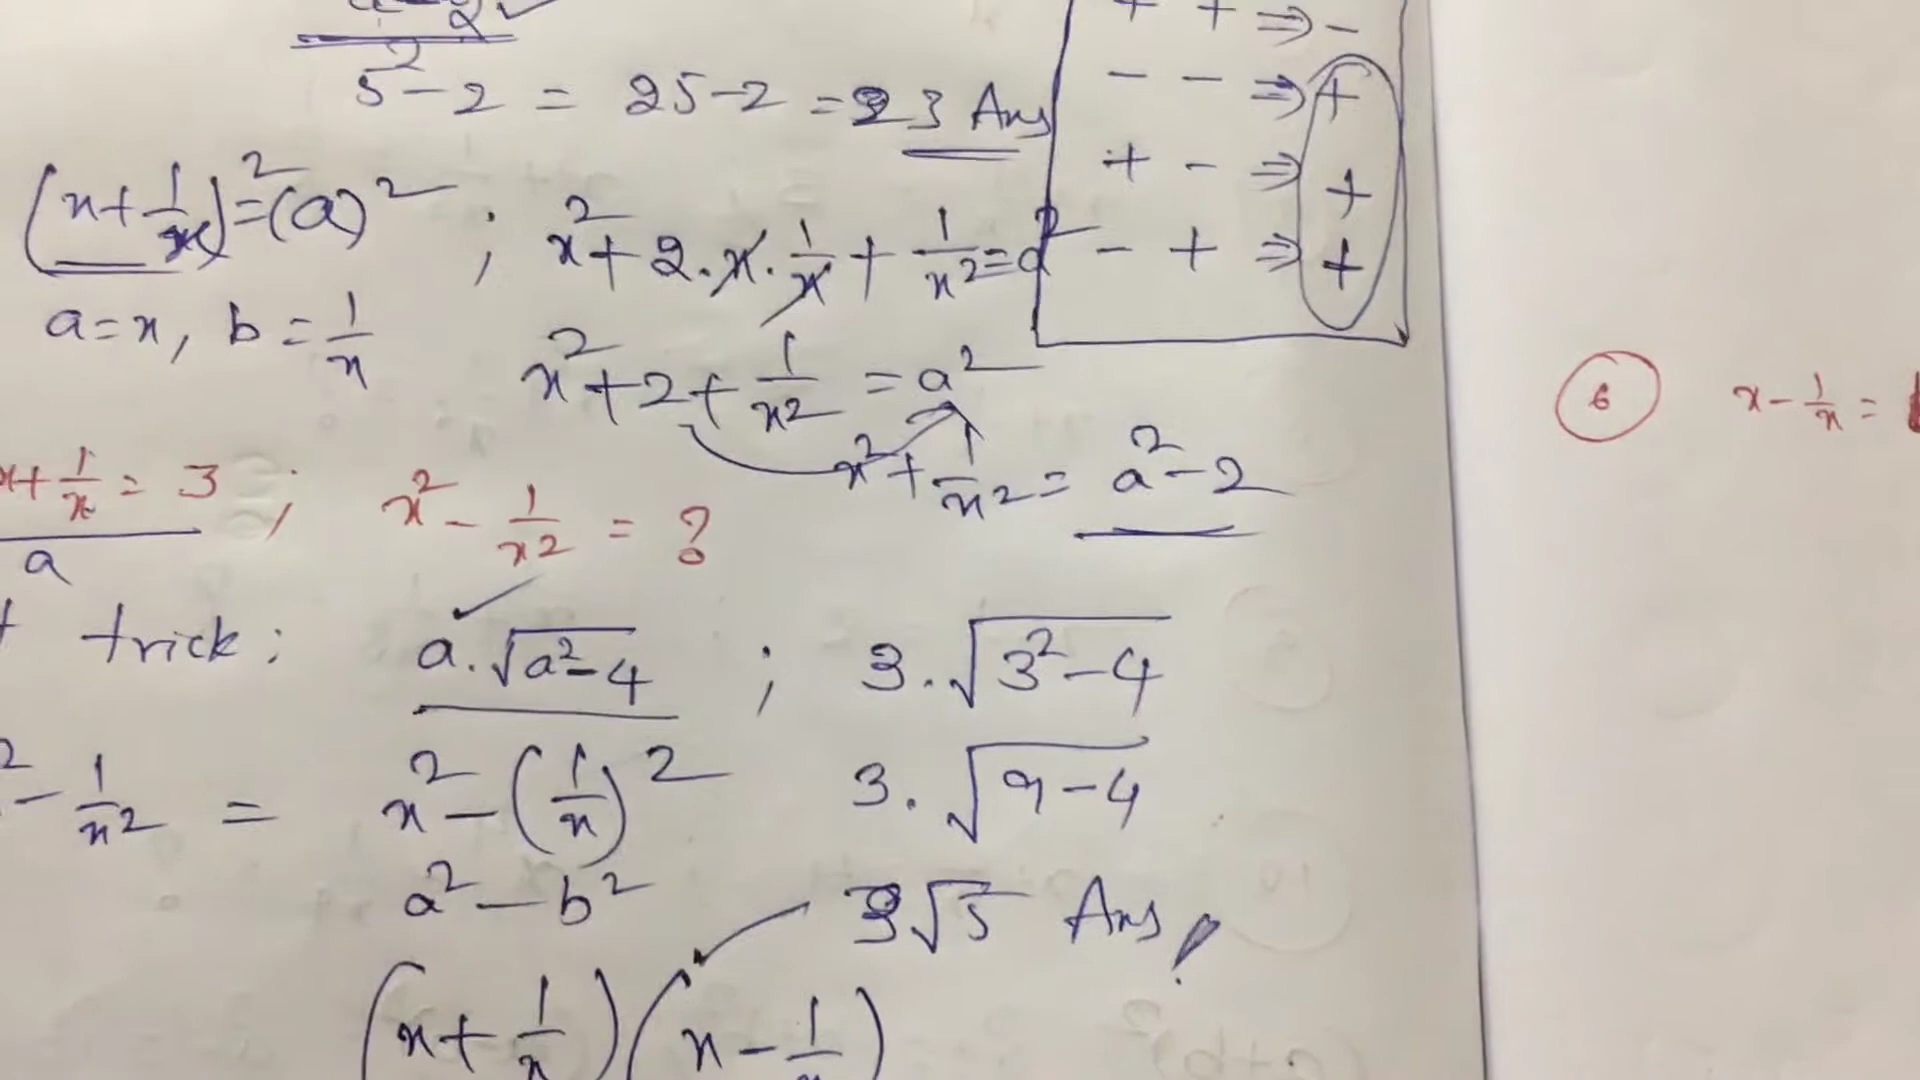 5² - 2 = 25 - 2 = 23 Ans
(x + 1/x)² = (a)² ; x² + 2 . x . 1/x + 1/x² = a²
a = x, b = 1/x
x² + 2 + 1/x² = a²
x² + 1/x² = a² - 2
x + 1/x = 3 ; x² - 1/x² = ?
a
trick : a . √(a² - 4) ; 3 . √(3² - 4)
² - 1/x² = x² - (1/x)²
3 . √(9 - 4)
a² - b²
3√5 Ans
(x + 1/x) (x - 1/x)
+ + ⇒ -
- - ⇒ +
+ - ⇒ +
- + ⇒ +
6 x - 1/x =